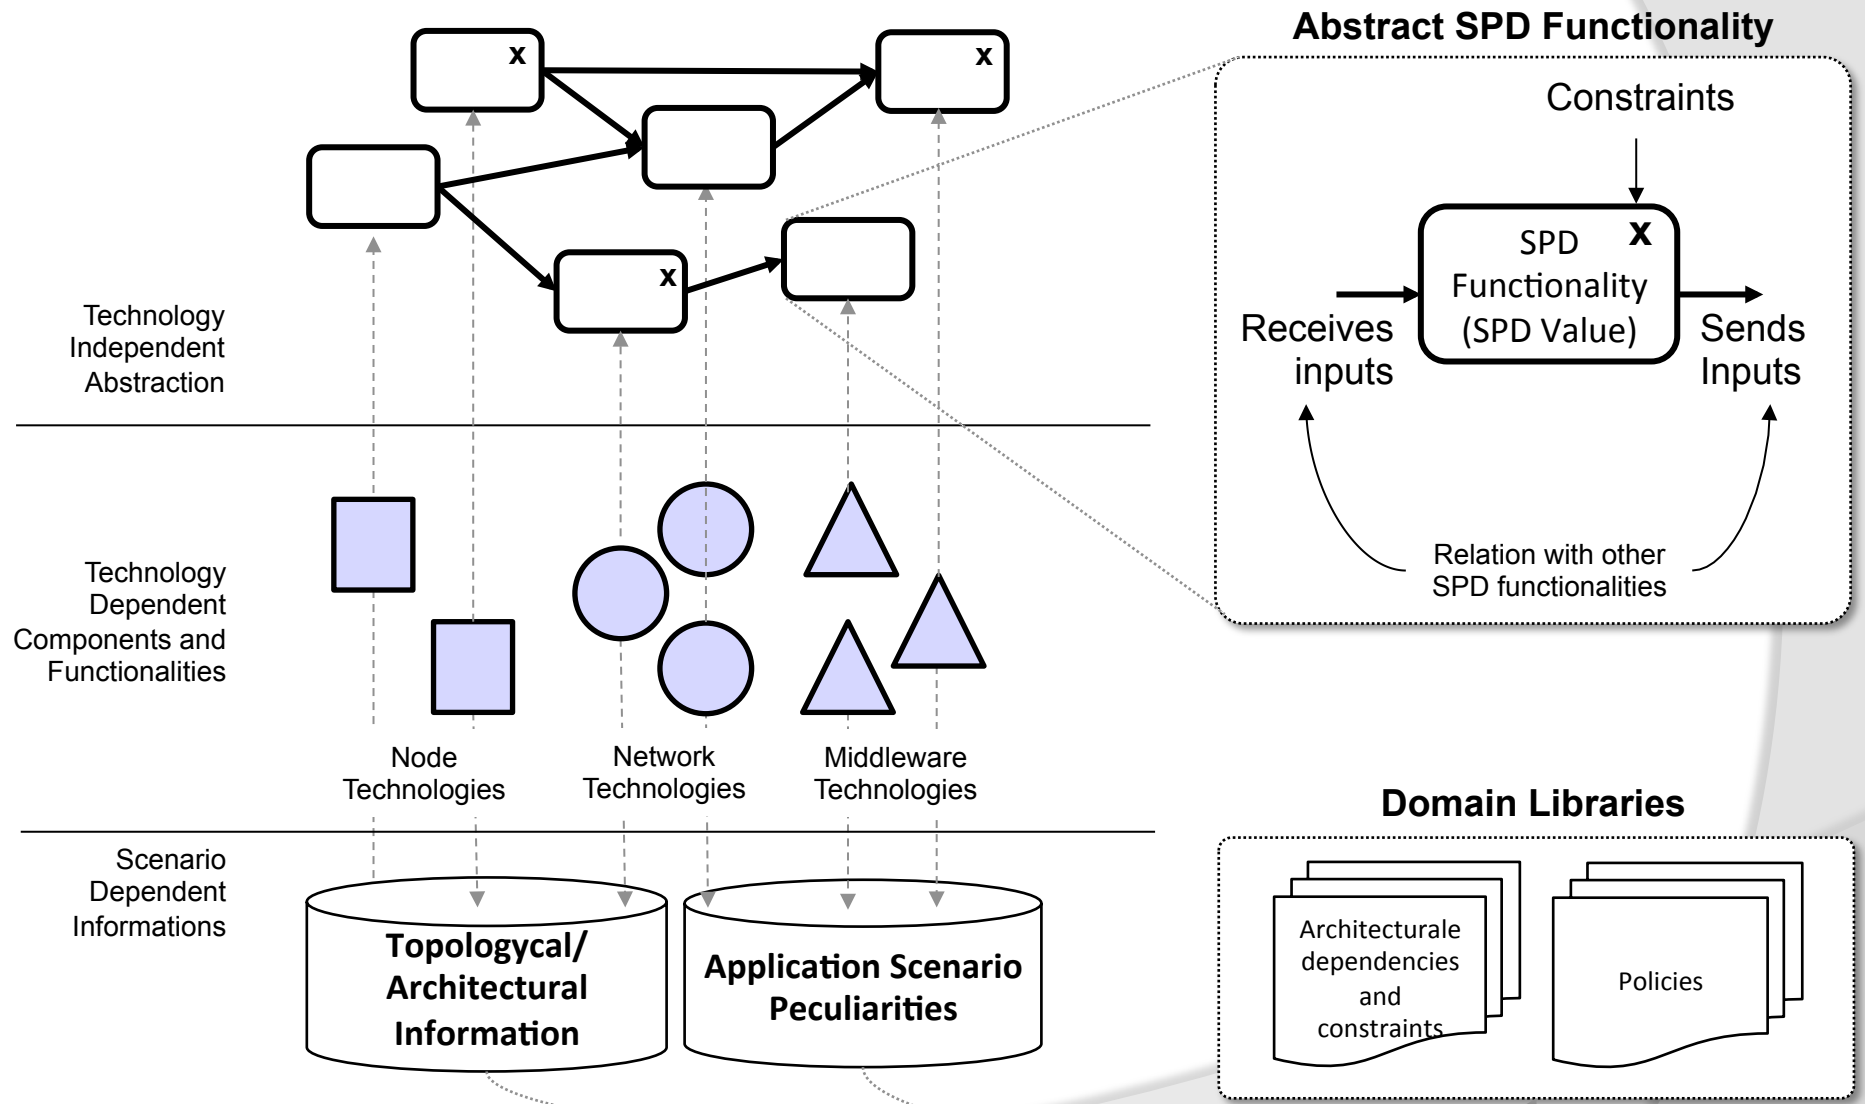 x
x
x
Technology
Independent
Abstraction
Technology
Dependent
Components and
Functionalities
Node
Technologies
Network
Technologies
Middleware
Technologies
Scenario
Dependent
Informations
Topologycal/
Architectural
Information
Application Scenario
Peculiarities
Abstract SPD Functionality
Constraints
x
SPD
Functionality
(SPD Value)
Receives
inputs
Sends
Inputs
Relation with other
SPD functionalities
Domain Libraries
Architecturale
dependencies
and
constraints
Policies